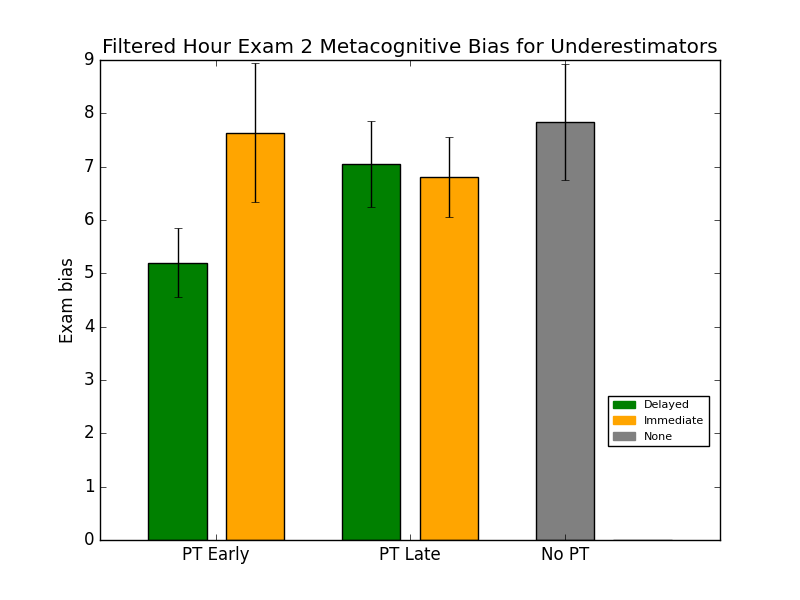 Filtered Hour Exam 2 Metacognitive Bias for Underestimators
9
8
7
6
5
4
3
2
1
0
Exam bias
Delayed
Immediate
None
PT Early
PT Late
No PT